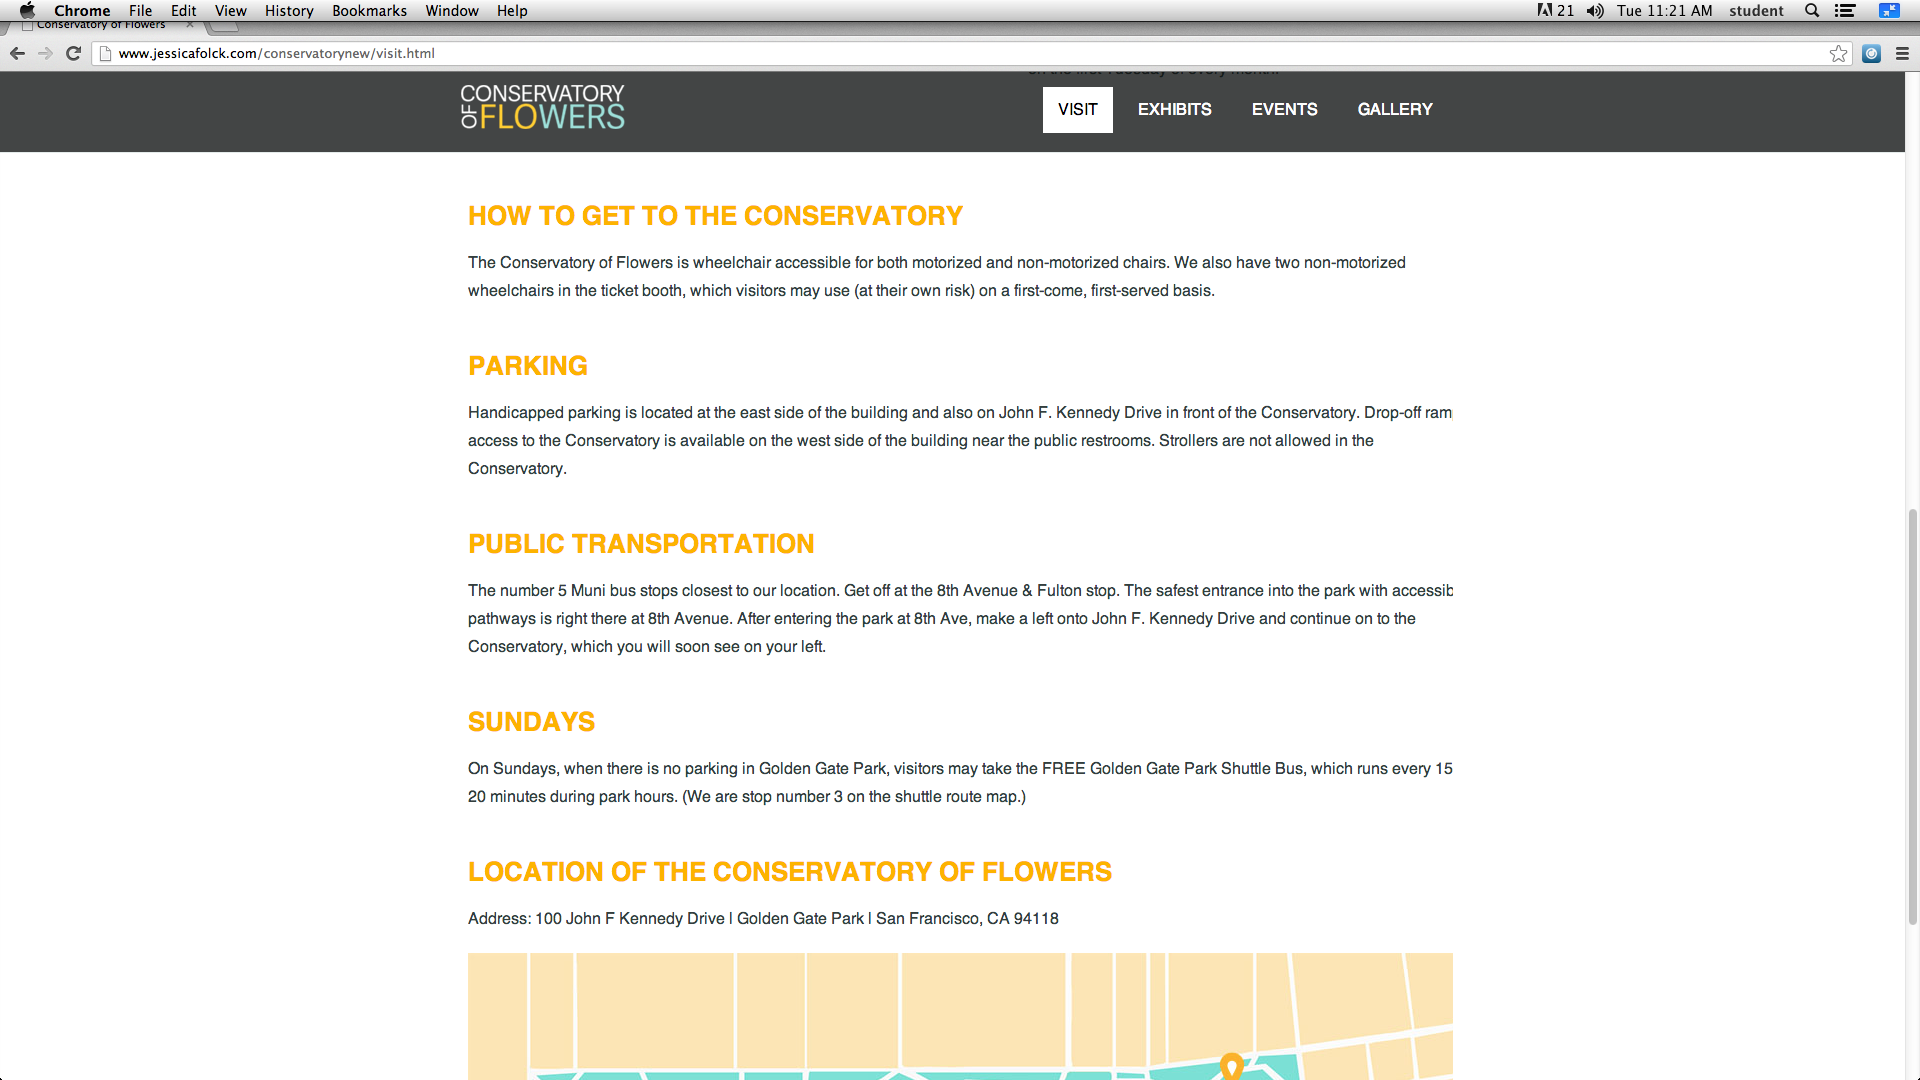 Chrome File Edit View History Bookmarks Window Help 21 Tue 11:21 AM student
Conservatory of Flowers
www.jessicafolck.com/conservatorynew/visit.html
on the first Tuesday of every month.
CONSERVATORY
OF FLOWERS
VISIT EXHIBITS EVENTS GALLERY
HOW TO GET TO THE CONSERVATORY
The Conservatory of Flowers is wheelchair accessible for both motorized and non-motorized chairs. We also have two non-motorized
wheelchairs in the ticket booth, which visitors may use (at their own risk) on a first-come, first-served basis.
PARKING
Handicapped parking is located at the east side of the building and also on John F. Kennedy Drive in front of the Conservatory. Drop-off ram
access to the Conservatory is available on the west side of the building near the public restrooms. Strollers are not allowed in the
Conservatory.
PUBLIC TRANSPORTATION
The number 5 Muni bus stops closest to our location. Get off at the 8th Avenue & Fulton stop. The safest entrance into the park with accessib
pathways is right there at 8th Avenue. After entering the park at 8th Ave, make a left onto John F. Kennedy Drive and continue on to the
Conservatory, which you will soon see on your left.
SUNDAYS
On Sundays, when there is no parking in Golden Gate Park, visitors may take the FREE Golden Gate Park Shuttle Bus, which runs every 15
20 minutes during park hours. (We are stop number 3 on the shuttle route map.)
LOCATION OF THE CONSERVATORY OF FLOWERS
Address: 100 John F Kennedy Drive | Golden Gate Park | San Francisco, CA 94118